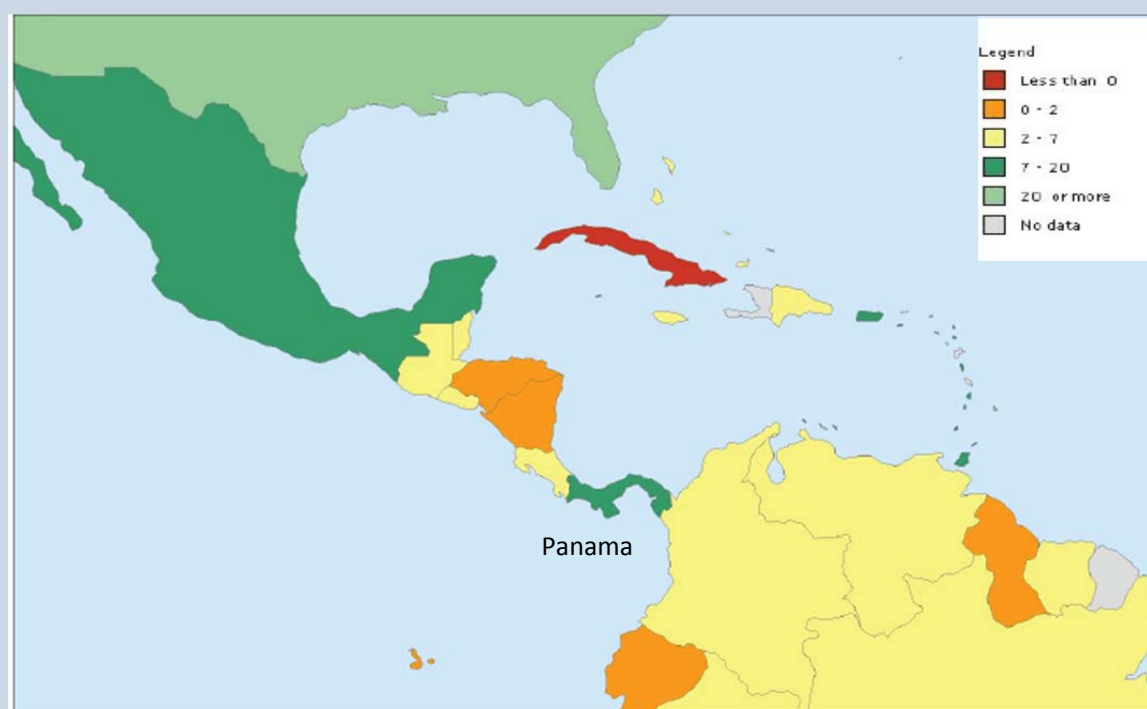 Legend
Less than 0
0 - 2
2 - 7
7 - 20
20 or more
No data
Panama